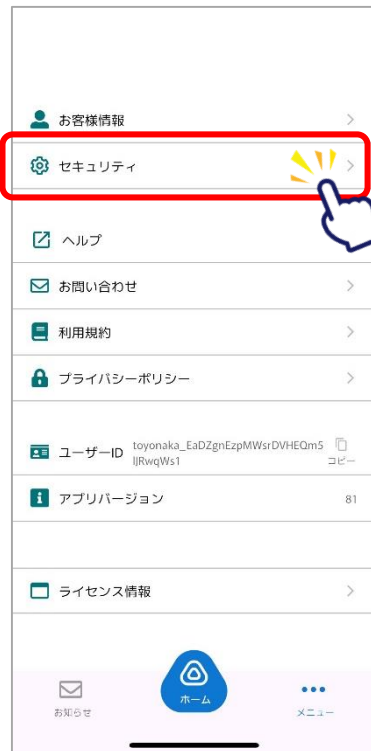 お客様情報
セキュリティ
ヘルプ
お問い合わせ
利用規約
プライバシーポリシー
ユーザーID toyonaka_EaDZgnEzpMWsrDVHEQm5
lJRwqWs1
コピー
アプリバージョン 81
ライセンス情報
お知らせ
ホーム
メニュー